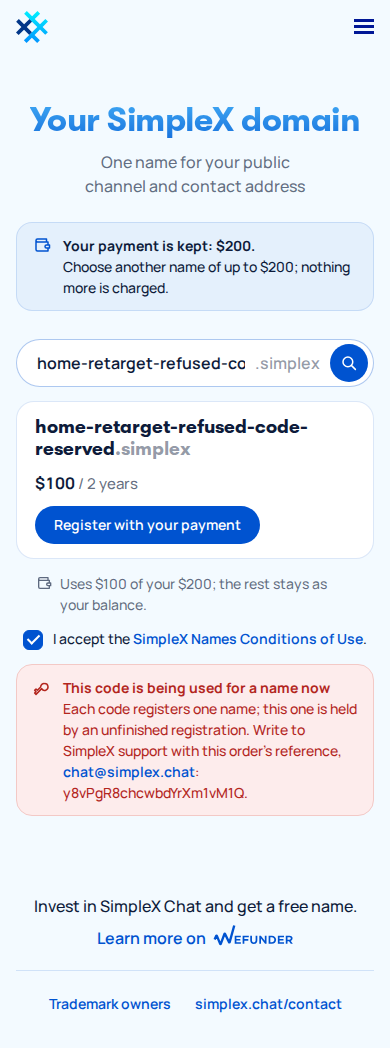 Your SimpleX domain
One name for your public
channel and contact address
Your payment is kept: $200.
Choose another name of up to $200; nothing
more is charged.
home-retarget-refused-co .simplex
home-retarget-refused-code-
reserved.simplex
$100 / 2 years
Register with your payment
Uses $100 of your $200; the rest stays as
your balance.
I accept the SimpleX Names Conditions of Use.
This code is being used for a name now
Each code registers one name; this one is held
by an unfinished registration. Write to
SimpleX support with this order's reference,
chat@simplex.chat:
y8vPgR8chcwbdYrXm1vM1Q.
Invest in SimpleX Chat and get a free name.
Learn more on WEFUNDER
Trademark owners simplex.chat/contact